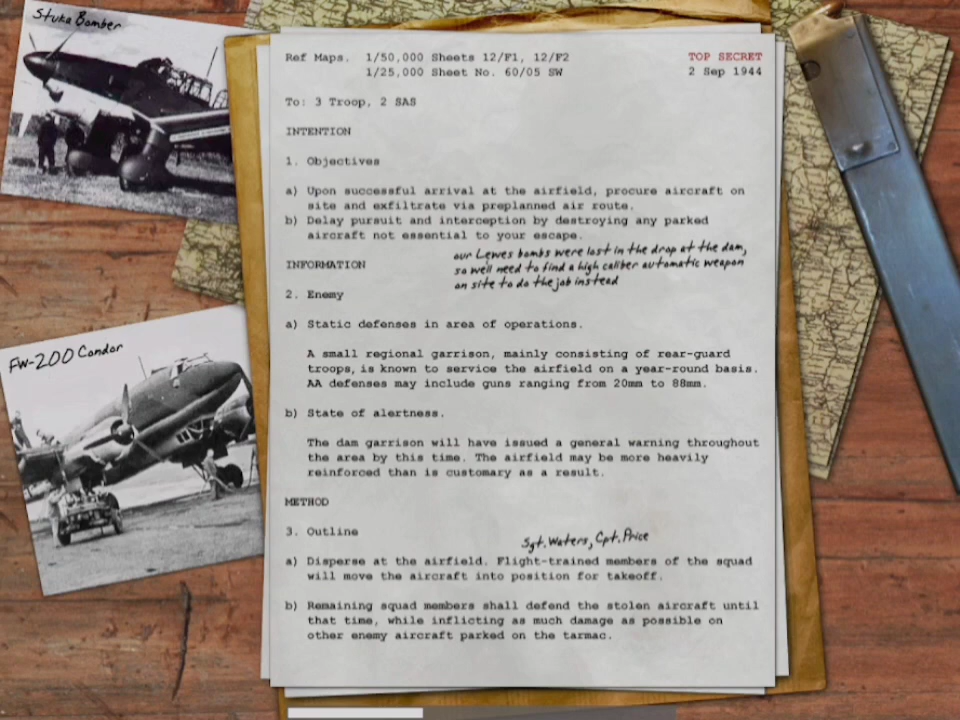 Stuka Bomber
Ref Maps. 1/50,000 Sheets 12/F1, 12/F2
TOP SECRET
1/25,000 Sheet No. 60/05 SW
2 Sep 1944
To: 3 Troop, 2 SAS
INTENTION
1. Objectives
a) Upon successful arrival at the airfield, procure aircraft on
site and exfiltrate via preplanned air route.
b) Delay pursuit and interception by destroying any parked
aircraft not essential to your escape.
our Lewes bombs were lost in the drop at the dam,
so we'll need to find a high caliber automatic weapon
on site to do the job instead
INFORMATION
2. Enemy
a) Static defenses in area of operations.
A small regional garrison, mainly consisting of rear-guard
troops, is known to service the airfield on a year-round basis.
AA defenses may include guns ranging from 20mm to 88mm.
b) State of alertness.
The dam garrison will have issued a general warning throughout
the area by this time. The airfield may be more heavily
reinforced than is customary as a result.
METHOD
3. Outline
Sgt. Waters, Cpt. Price
a) Disperse at the airfield. Flight-trained members of the squad
will move the aircraft into position for takeoff.
b) Remaining squad members shall defend the stolen aircraft until
that time, while inflicting as much damage as possible on
other enemy aircraft parked on the tarmac.
FW-200 Condor